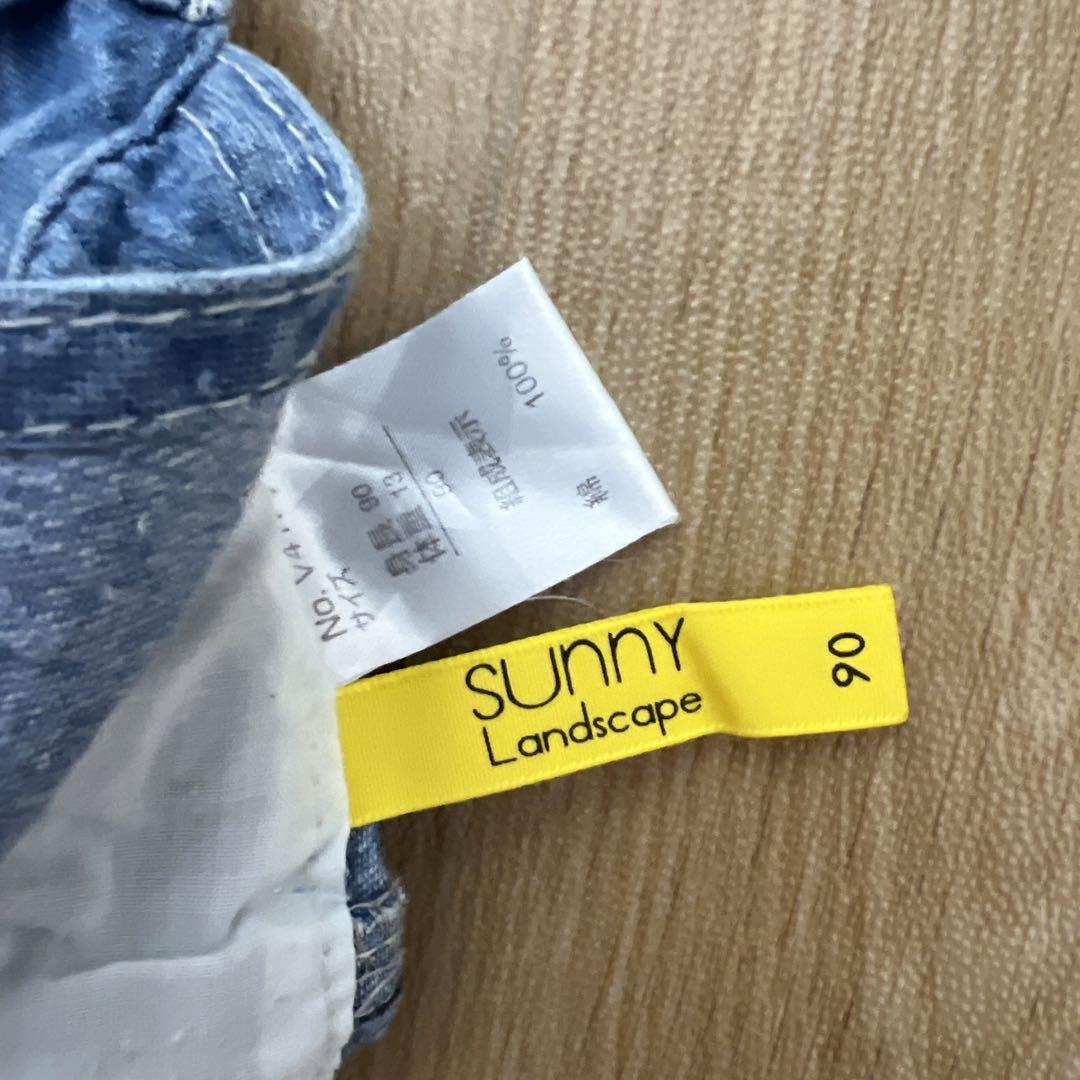 No. V4
サイズ
身長 90
体重 13
90
組成表示
綿 100%
SUNNY
Landscape
90